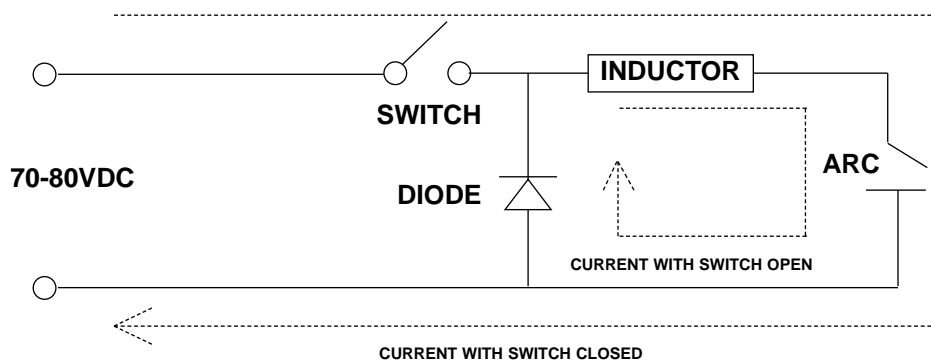 INDUCTOR
SWITCH
ARC
70-80VDC
DIODE
CURRENT WITH SWITCH OPEN
CURRENT WITH SWITCH CLOSED